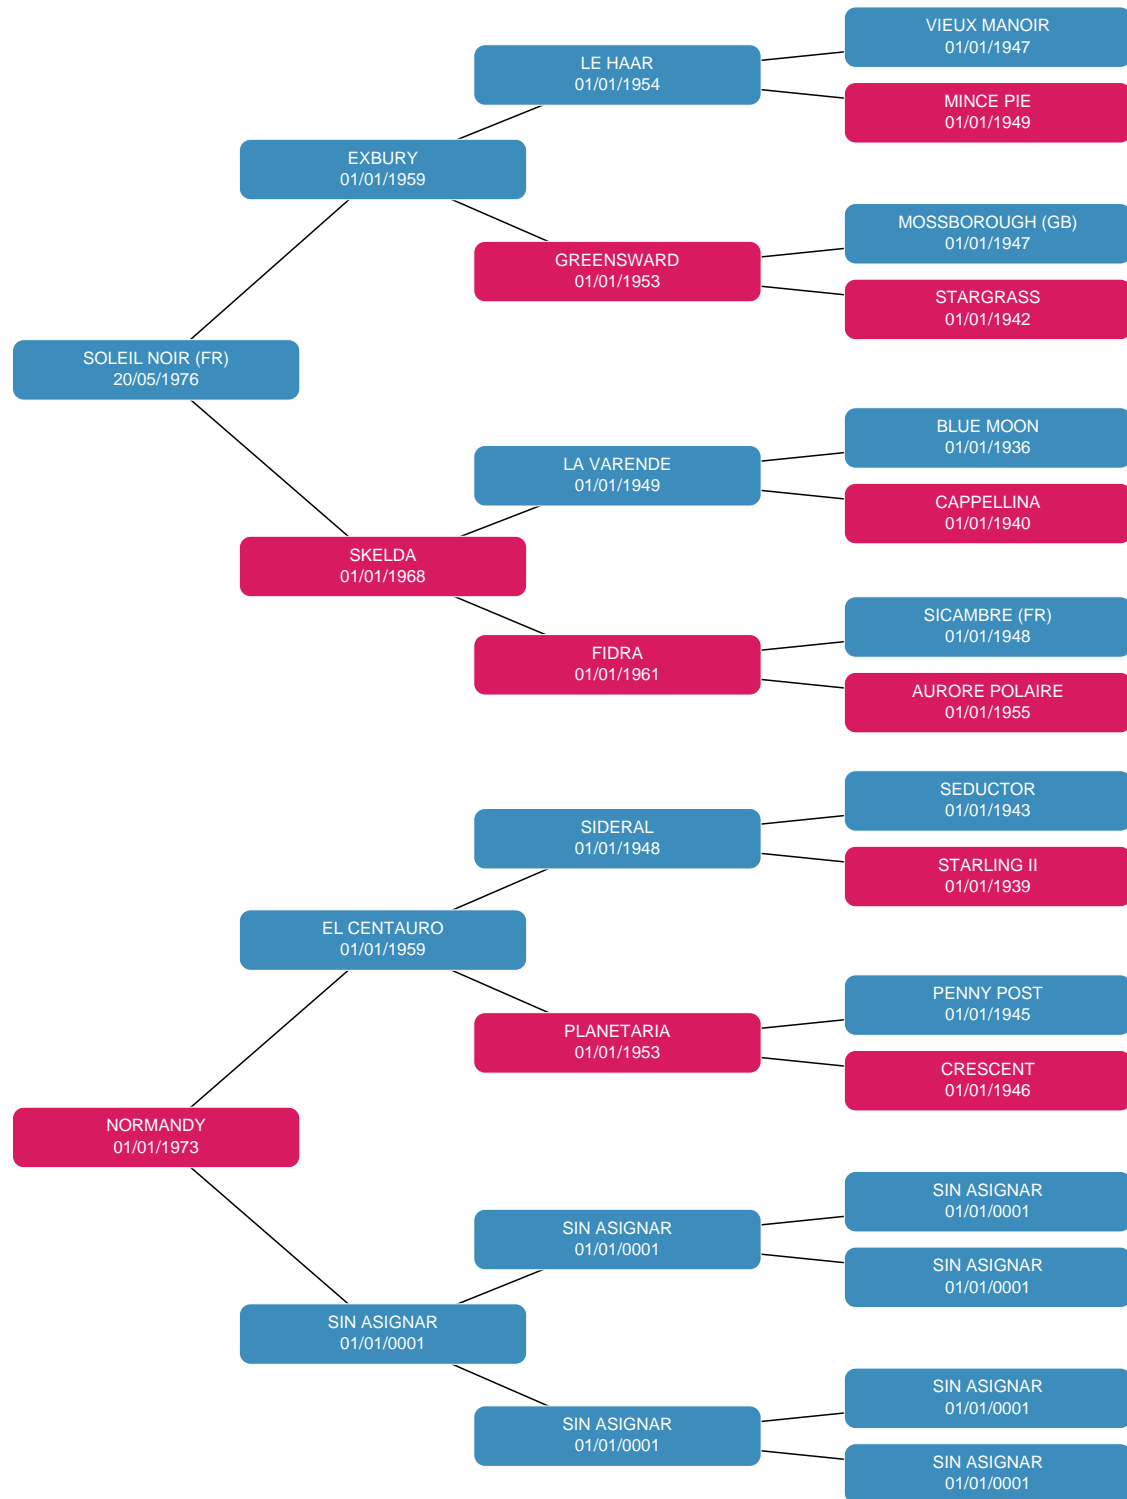 VIEUX MANOIR
01/01/1947
LE HAAR
01/01/1954
MINCE PIE
01/01/1949
EXBURY
01/01/1959
MOSSBOROUGH (GB)
01/01/1947
GREENSWARD
01/01/1953
STARGRASS
01/01/1942
SOLEIL NOIR (FR)
20/05/1976
BLUE MOON
01/01/1936
LA VARENDE
01/01/1949
CAPPELLINA
01/01/1940
SKELDA
01/01/1968
SICAMBRE (FR)
01/01/1948
FIDRA
01/01/1961
AURORE POLAIRE
01/01/1955
SEDUCTOR
01/01/1943
SIDERAL
01/01/1948
STARLING II
01/01/1939
EL CENTAURO
01/01/1959
PENNY POST
01/01/1945
PLANETARIA
01/01/1953
CRESCENT
01/01/1946
NORMANDY
01/01/1973
SIN ASIGNAR
01/01/0001
SIN ASIGNAR
01/01/0001
SIN ASIGNAR
01/01/0001
SIN ASIGNAR
01/01/0001
SIN ASIGNAR
01/01/0001
SIN ASIGNAR
01/01/0001
SIN ASIGNAR
01/01/0001